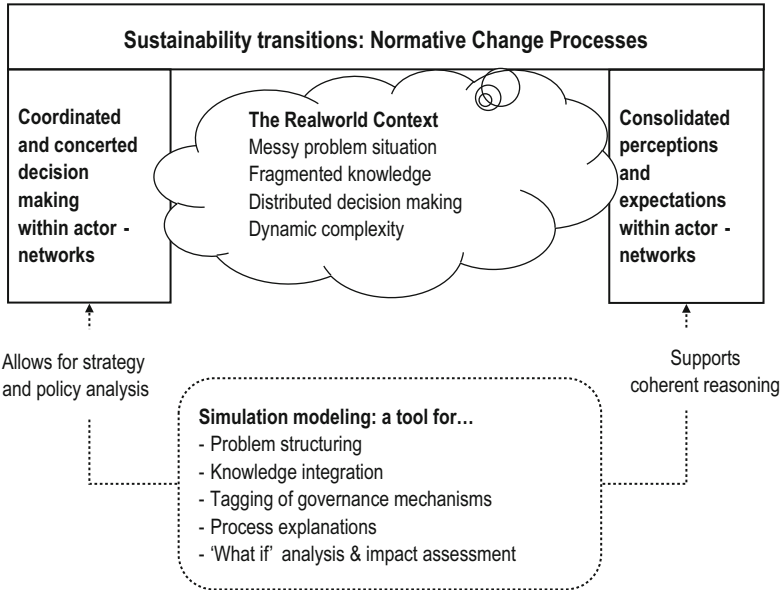 Sustainability transitions: Normative Change Processes
Coordinated
and concerted
decision
making
within actor -
networks
The Realworld Context
Messy problem situation
Fragmented knowledge
Distributed decision making
Dynamic complexity
Consolidated
perceptions
and
expectations
within actor -
networks
Allows for strategy
and policy analysis
Supports
coherent reasoning
Simulation modeling: a tool for…
- Problem structuring
- Knowledge integration
- Tagging of governance mechanisms
- Process explanations
- ‘What if’ analysis & impact assessment